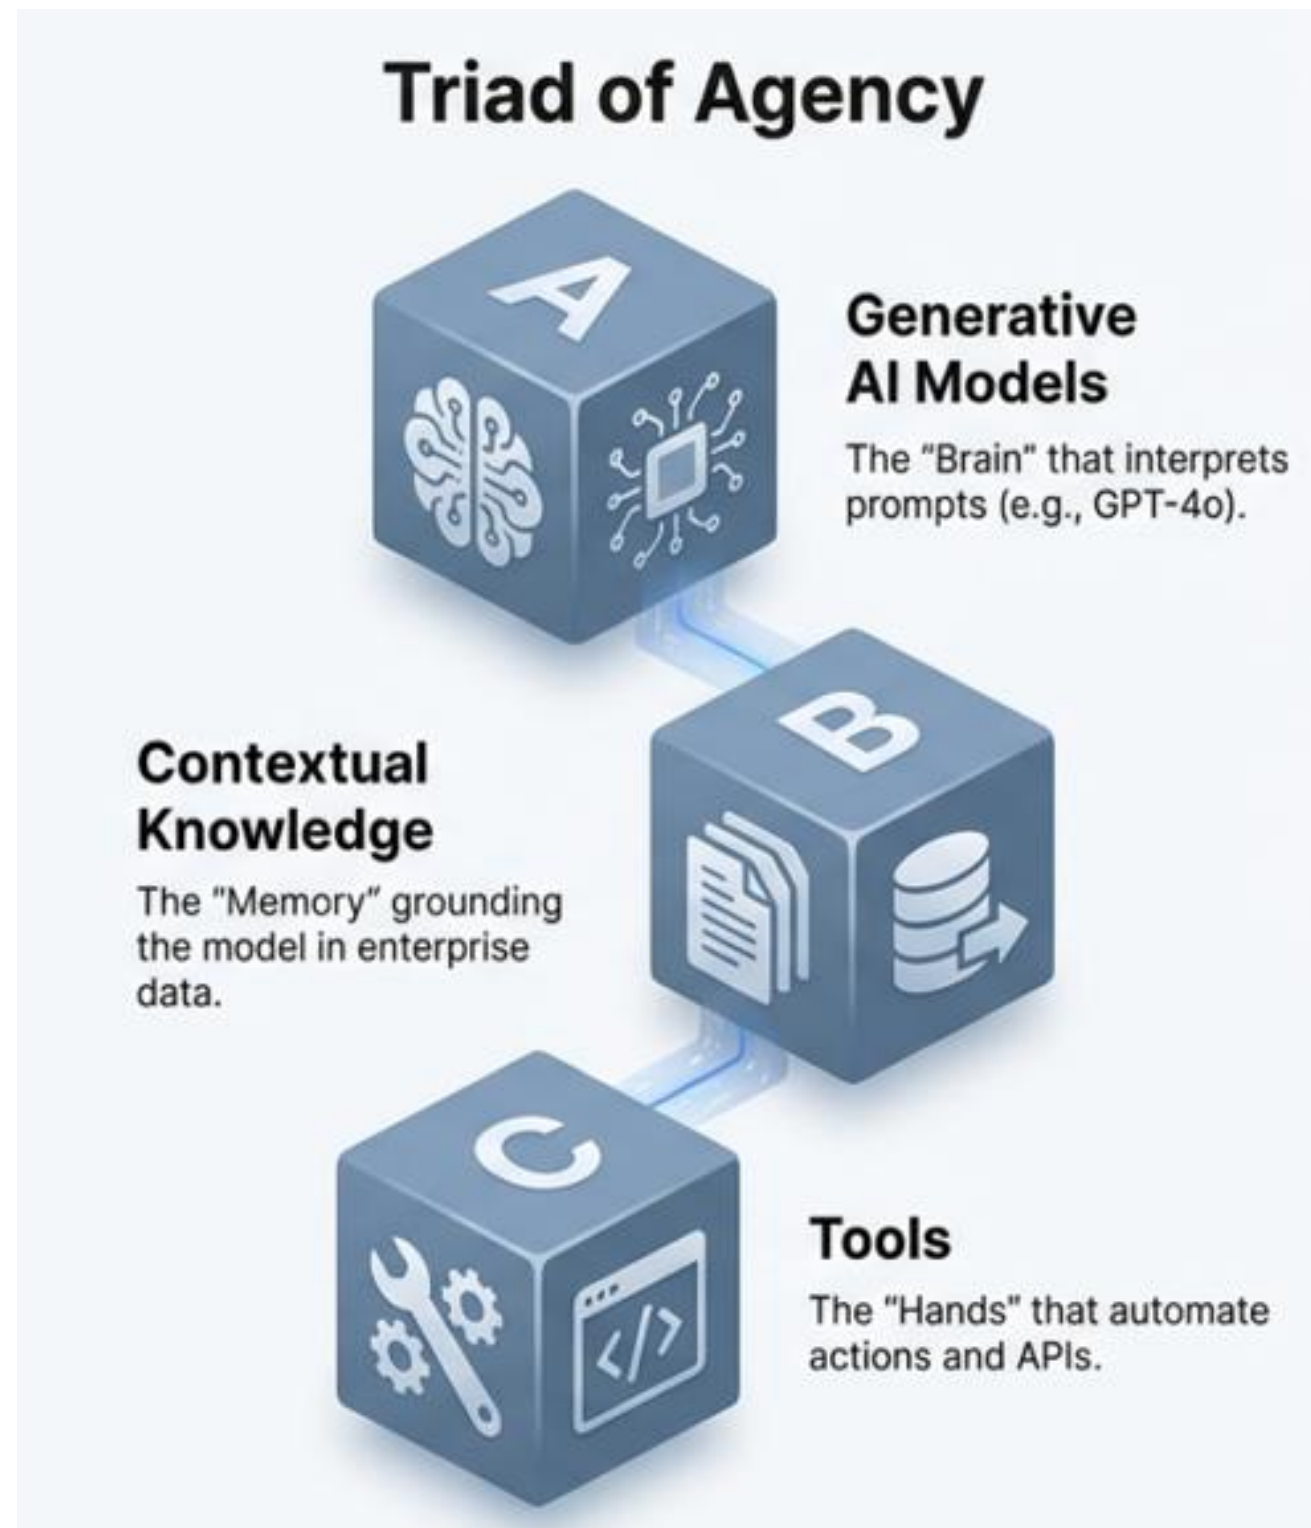 Triad of Agency
A
Generative
AI Models
The “Brain” that interprets
prompts (e.g., GPT-4o).
B
Contextual
Knowledge
The “Memory” grounding
the model in enterprise
data.
C
</>
Tools
The “Hands” that automate
actions and APIs.